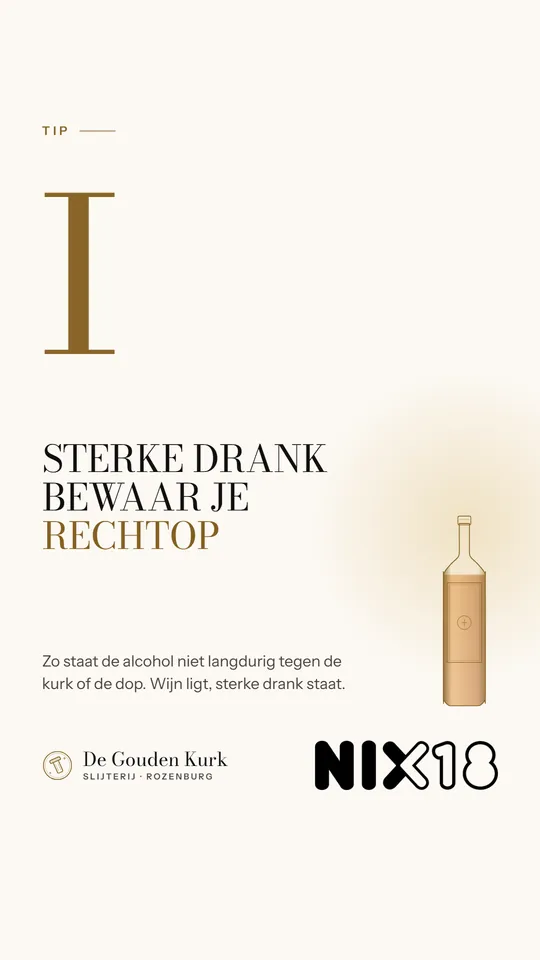 TIP
I
STERKE DRANK
BEWAAR JE
RECHTOP
Zo staat de alcohol niet langdurig tegen de
kurk of de dop. Wijn ligt, sterke drank staat.
De Gouden Kurk
SLIJTERIJ · ROZENBURG
NIX18